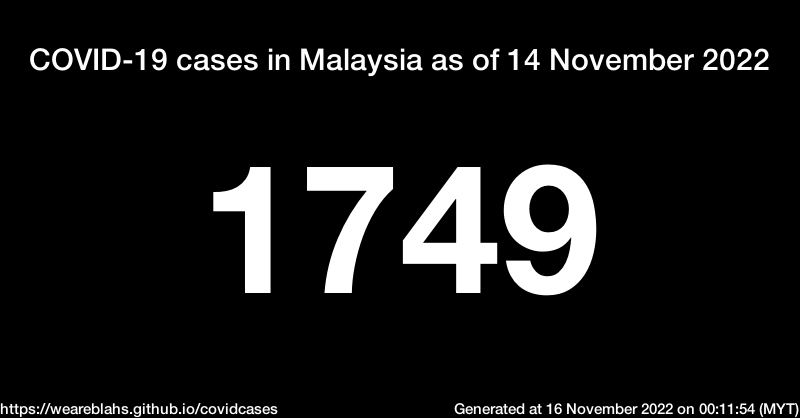 COVID-19 cases in Malaysia as of 14 November 2022
1749
https://weareblahs.github.io/covidcases
Generated at 16 November 2022 on 00:11:54 (MYT)